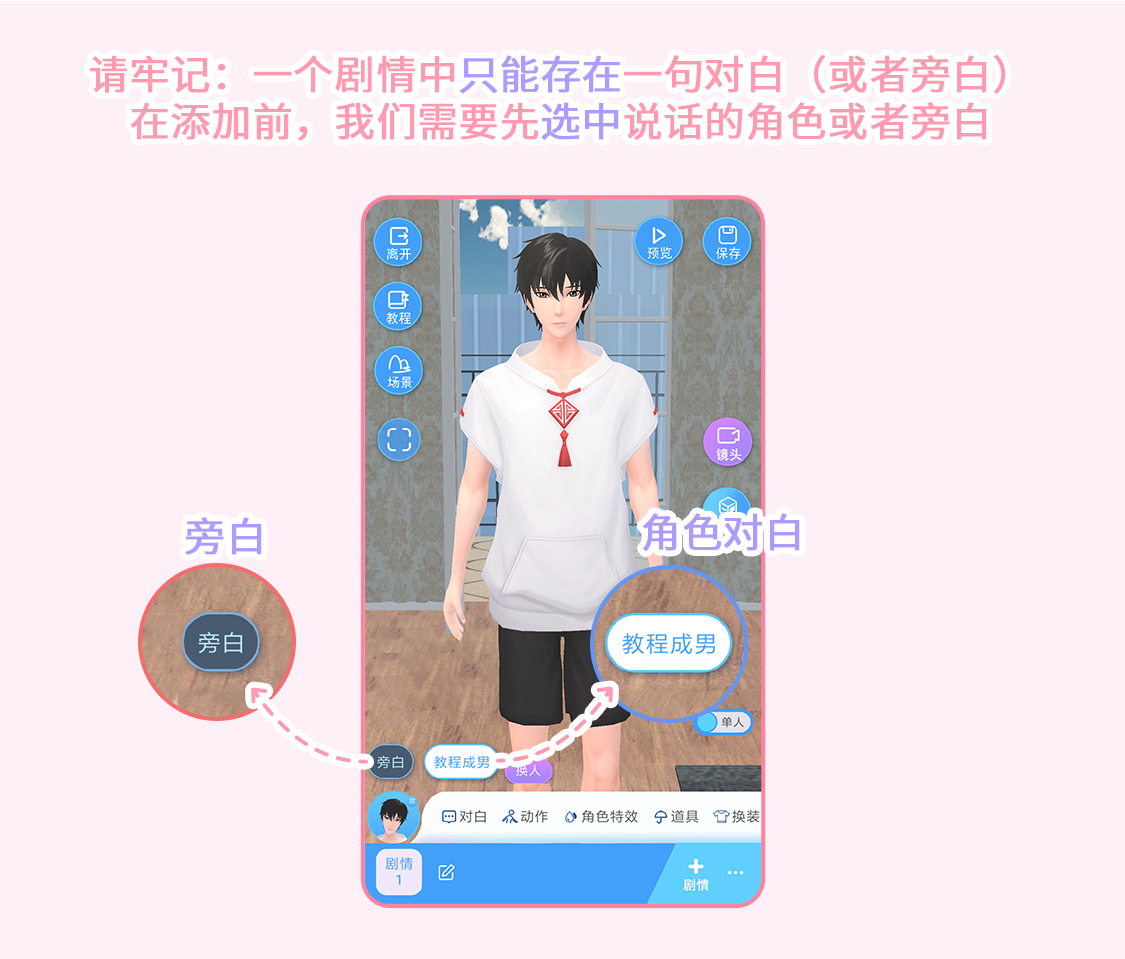 请牢记：一个剧情中只能存在一句对白（或者旁白）
在添加前，我们需要先选中说话的角色或者旁白
离开
预览
保存
教程
场景
镜头
旁白
角色对白
旁白
教程成男
单人
旁白
教程成男
换人
对白
动作
角色特效
道具
换装
剧情
1
剧情